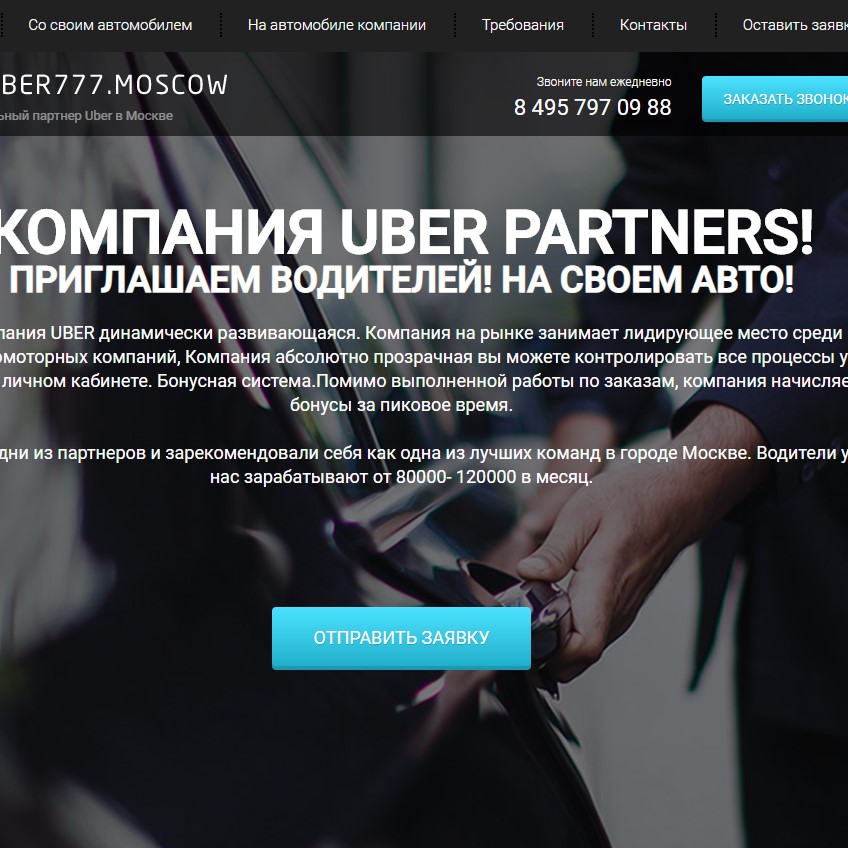 Со своим автомобилем
На автомобиле компании
Требования
Контакты
Оставить заявк
BER777.MOSCOW
ьный партнер Uber в Москве
Звоните нам ежедневно
8 495 797 09 88
ЗАКАЗАТЬ ЗВОНОК
КОМПАНИЯ UBER PARTNERS!
ПРИГЛАШАЕМ ВОДИТЕЛЕЙ! НА СВОЕМ АВТО!
пания UBER динамически развивающаяся. Компания на рынке занимает лидирующее место среди
омоторных компаний, Компания абсолютно прозрачная вы можете контролировать все процессы у
личном кабинете. Бонусная система.Помимо выполненной работы по заказам, компания начисляе
бонусы за пиковое время.
дни из партнеров и зарекомендовали себя как одна из лучших команд в городе Москве. Водители у
нас зарабатывают от 80000- 120000 в месяц.
ОТПРАВИТЬ ЗАЯВКУ